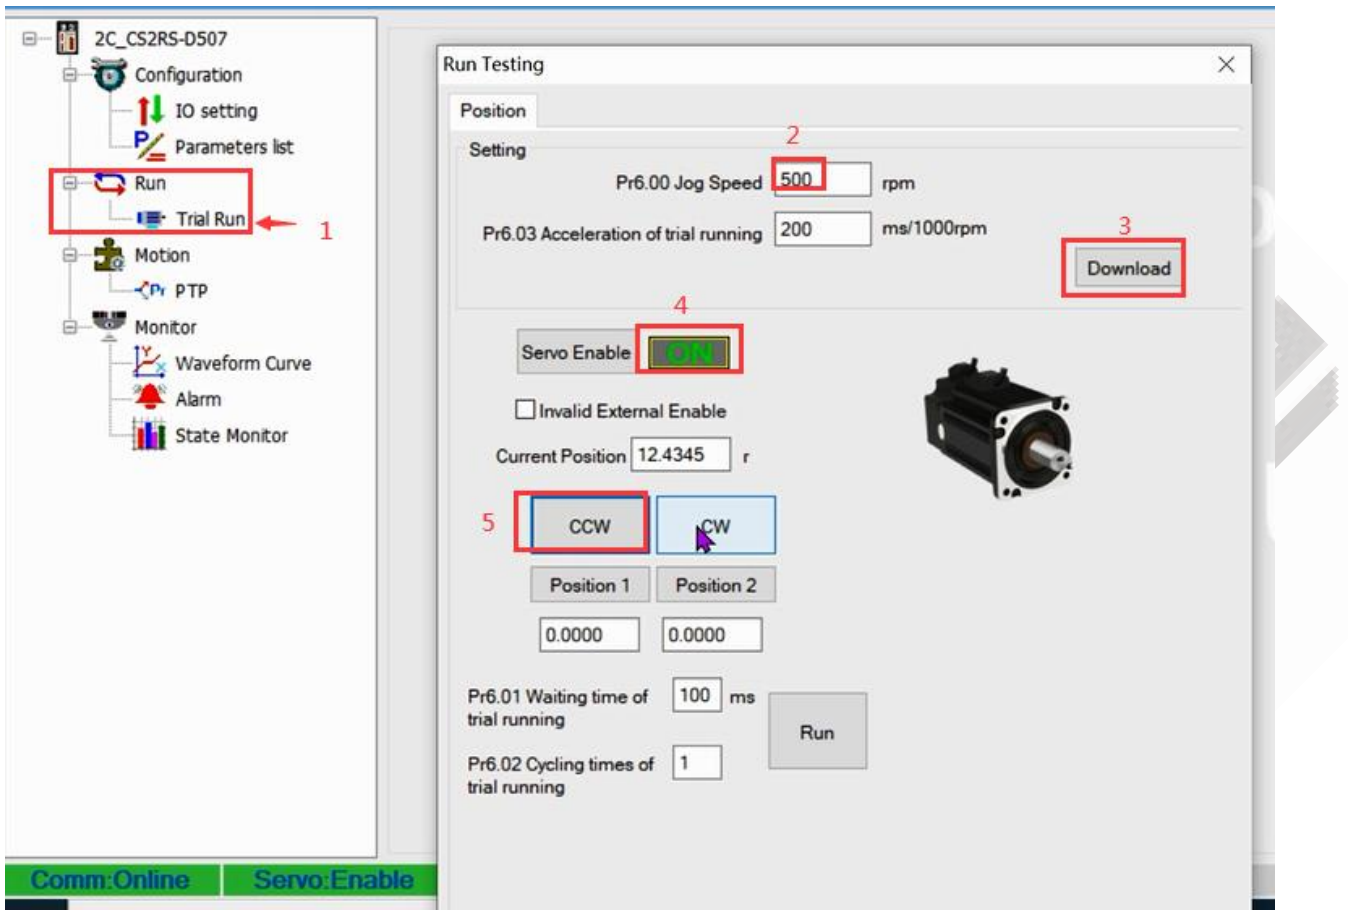 2C_CS2RS-D507
Configuration
IO setting
Parameters list
Run
Trial Run
1
Motion
PTP
Monitor
Waveform Curve
Alarm
State Monitor
Run Testing
Position
Setting
2
Pr6.00 Jog Speed 500 rpm
Pr6.03 Acceleration of trial running 200 ms/1000rpm
3
Download
4
Servo Enable ON
Invalid External Enable
Current Position 12.4345 r
5 CCW CW
Position 1 Position 2
0.0000 0.0000
Pr6.01 Waiting time of
trial running
100 ms
Run
Pr6.02 Cycling times of
trial running
1
Comm:Online Servo:Enable